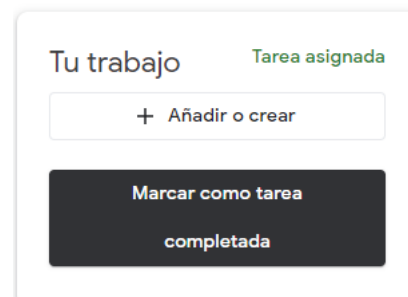 Tu trabajo
Tarea asignada
+ Añadir o crear
Marcar como tarea
completada